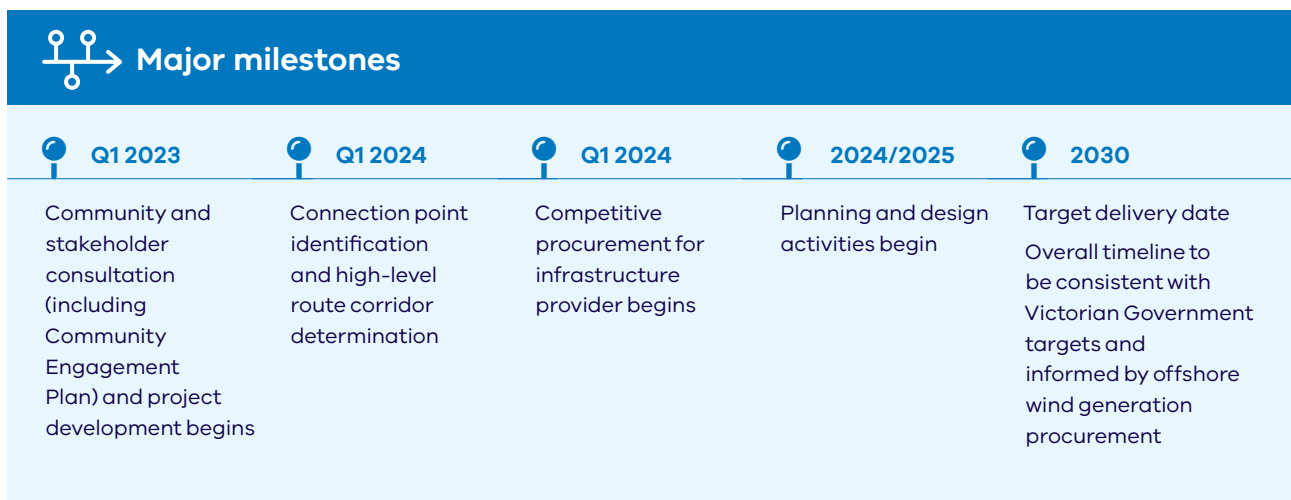 Major milestones
Q1 2023
Community and
stakeholder
consultation
(including
Community
Engagement
Plan) and project
development begins
Q1 2024
Connection point
identification
and high-level
route corridor
determination
Q1 2024
Competitive
procurement for
infrastructure
provider begins
2024/2025
Planning and design
activities begin
2030
Target delivery date
Overall timeline to
be consistent with
Victorian Government
targets and
informed by offshore
wind generation
procurement